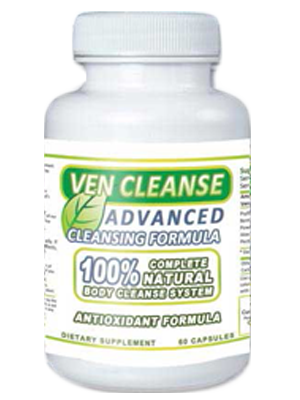 VEN CLEANSE
ADVANCED
CLEANSING FORMULA
100% COMPLETE NATURAL
BODY CLEANSE SYSTEM
ANTIOXIDANT FORMULA
DIETARY SUPPLEMENT 60 CAPSULES